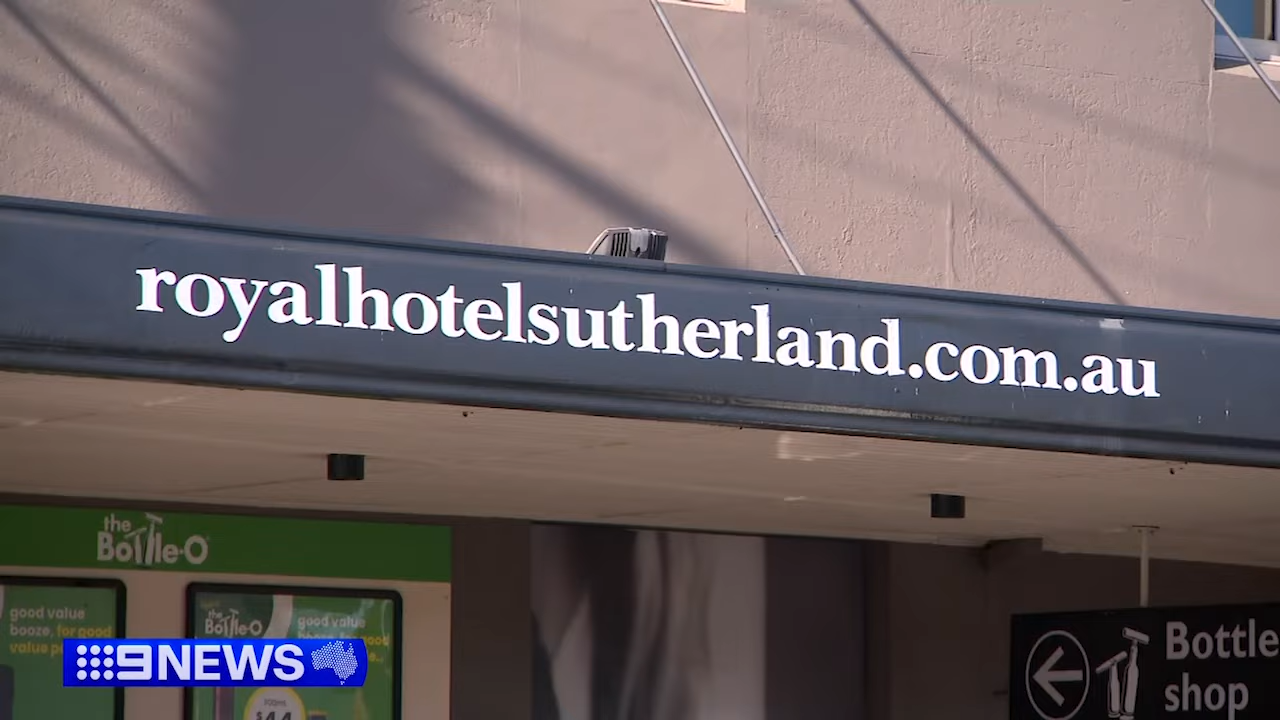 royalhotelsutherland.com.au
the
Bottle-O
good value
booze, for good
the
Bottle-O
good value
9NEWS
Bottle
shop